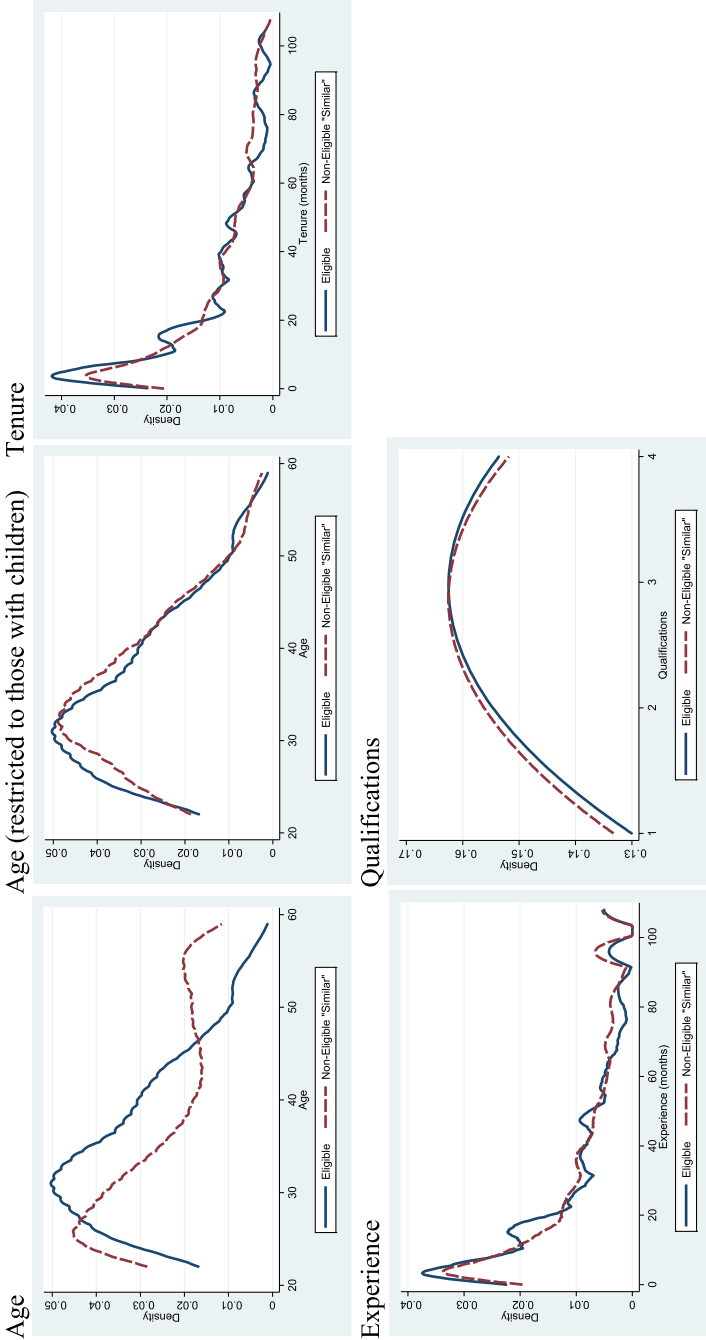 Age
Density
0 0.01 0.02 0.03 0.04 0.05
20 30 40 50 60
Age
Eligible Non-Eligible "Similar"
Age (restricted to those with children)
Density
0 0.01 0.02 0.03 0.04 0.05
20 30 40 50 60
Age
Eligible Non-Eligible "Similar"
Tenure
Density
0 0.01 0.02 0.03 0.04
0 20 40 60 80 100
Tenure (months)
Eligible Non-Eligible "Similar"
Experience
Density
0 0.01 0.02 0.03 0.04
0 20 40 60 80 100
Experience (months)
Eligible Non-Eligible "Similar"
Qualifications
Density
0.13 0.14 0.15 0.16 0.17
1 2 3 4
Qualifications
Eligible Non-Eligible "Similar"